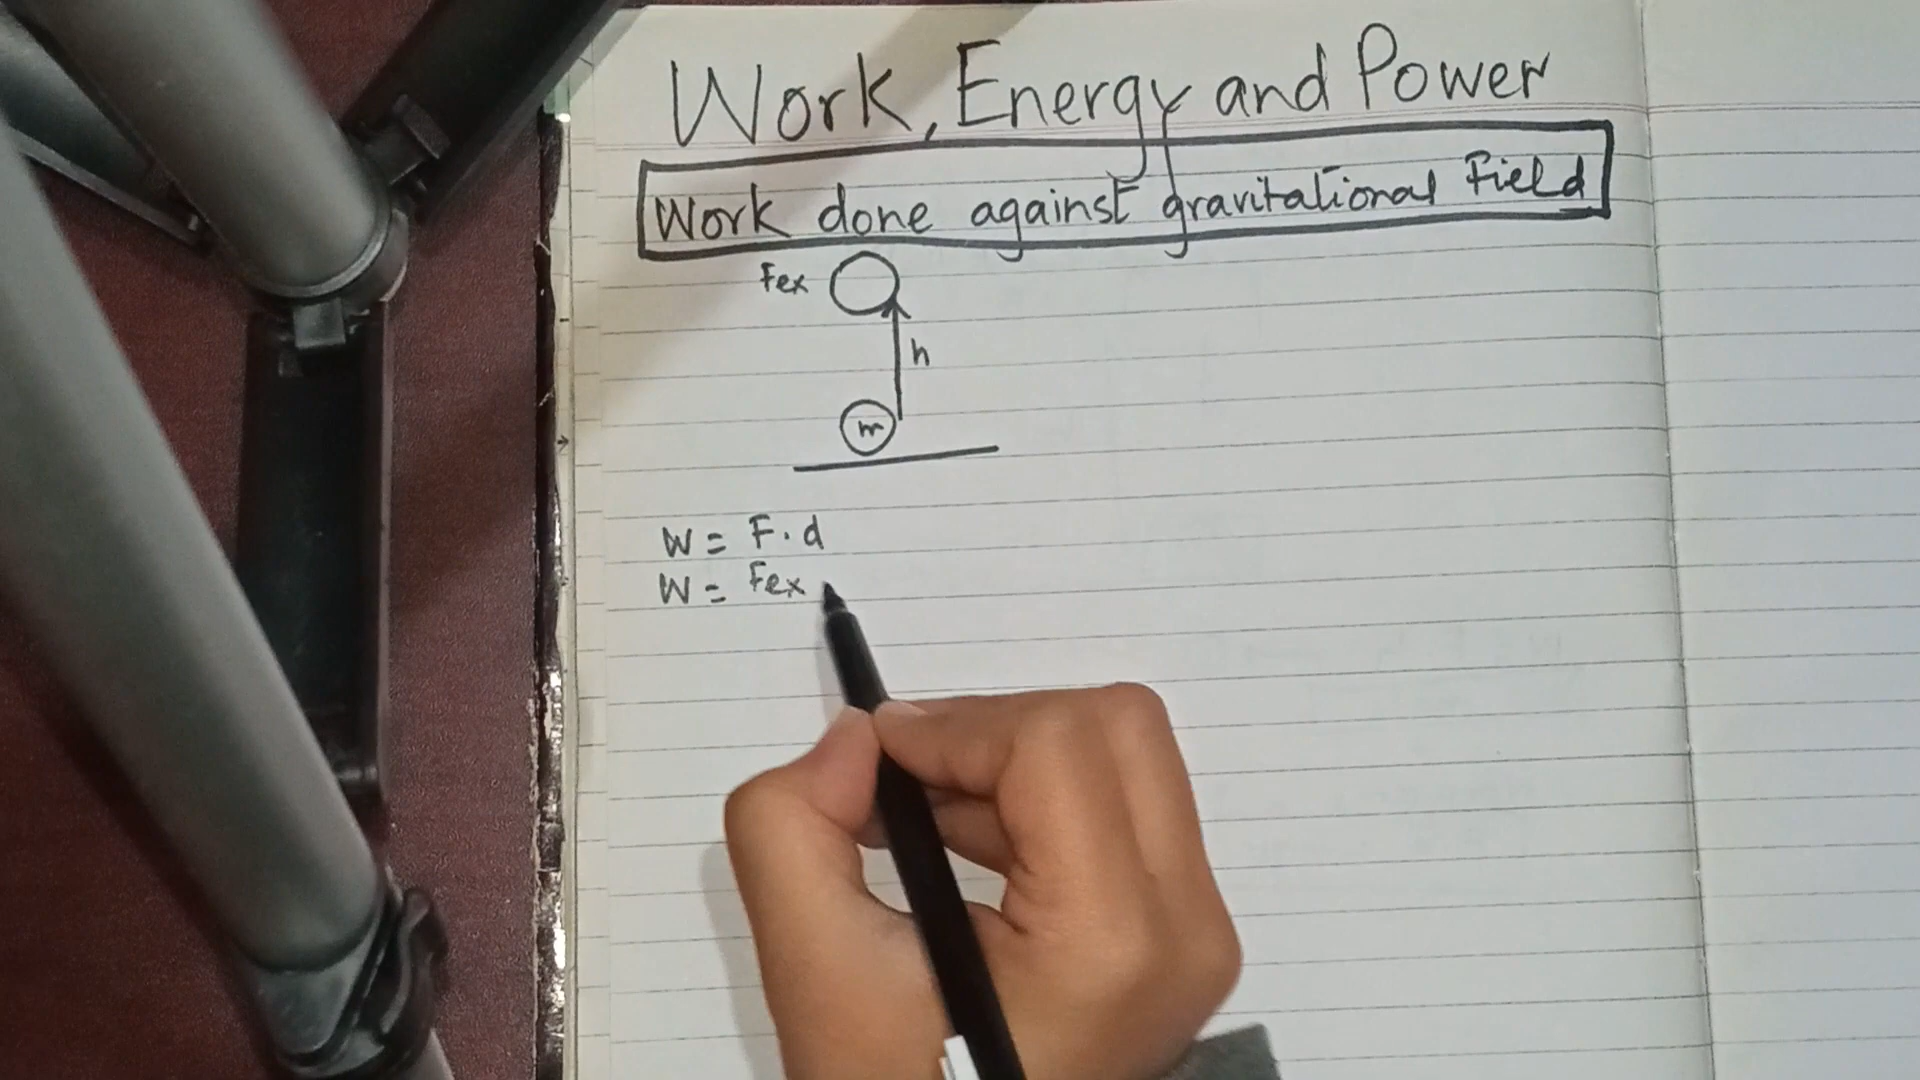 Work, Energy and Power
Work done against gravitational Field
Fex
h
m
W = F . d
W = Fex